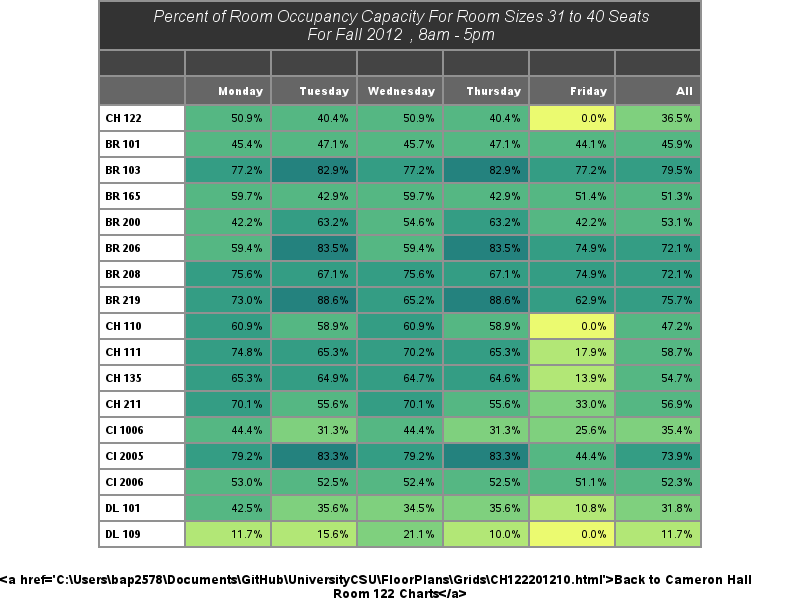 Percent of Room Occupancy Capacity For Room Sizes 31 to 40 Seats
For Fall 2012 , 8am - 5pm
Monday Tuesday Wednesday Thursday Friday All
CH 122 50.9% 40.4% 50.9% 40.4% 0.0% 36.5%
BR 101 45.4% 47.1% 45.7% 47.1% 44.1% 45.9%
BR 103 77.2% 82.9% 77.2% 82.9% 77.2% 79.5%
BR 165 59.7% 42.9% 59.7% 42.9% 51.4% 51.3%
BR 200 42.2% 63.2% 54.6% 63.2% 42.2% 53.1%
BR 206 59.4% 83.5% 59.4% 83.5% 74.9% 72.1%
BR 208 75.6% 67.1% 75.6% 67.1% 74.9% 72.1%
BR 219 73.0% 88.6% 65.2% 88.6% 62.9% 75.7%
CH 110 60.9% 58.9% 60.9% 58.9% 0.0% 47.2%
CH 111 74.8% 65.3% 70.2% 65.3% 17.9% 58.7%
CH 135 65.3% 64.9% 64.7% 64.6% 13.9% 54.7%
CH 211 70.1% 55.6% 70.1% 55.6% 33.0% 56.9%
CI 1006 44.4% 31.3% 44.4% 31.3% 25.6% 35.4%
CI 2005 79.2% 83.3% 79.2% 83.3% 44.4% 73.9%
CI 2006 53.0% 52.5% 52.4% 52.5% 51.1% 52.3%
DL 101 42.5% 35.6% 34.5% 35.6% 10.8% 31.8%
DL 109 11.7% 15.6% 21.1% 10.0% 0.0% 11.7%
<a href='C:\Users\bap2578\Documents\GitHub\UniversityCSU\FloorPlans\Grids\CH122201210.html'>Back to Cameron Hall
Room 122 Charts</a>